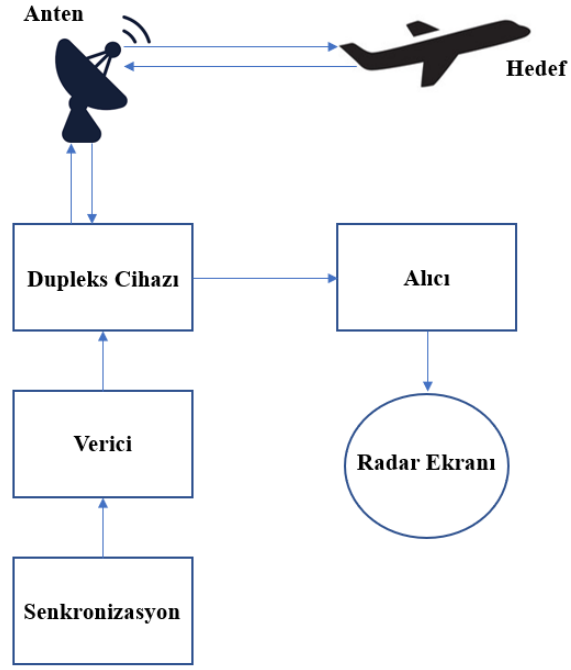 Anten
Hedef
Dupleks Cihazı
Alıcı
Verici
Radar Ekranı
Senkronizasyon